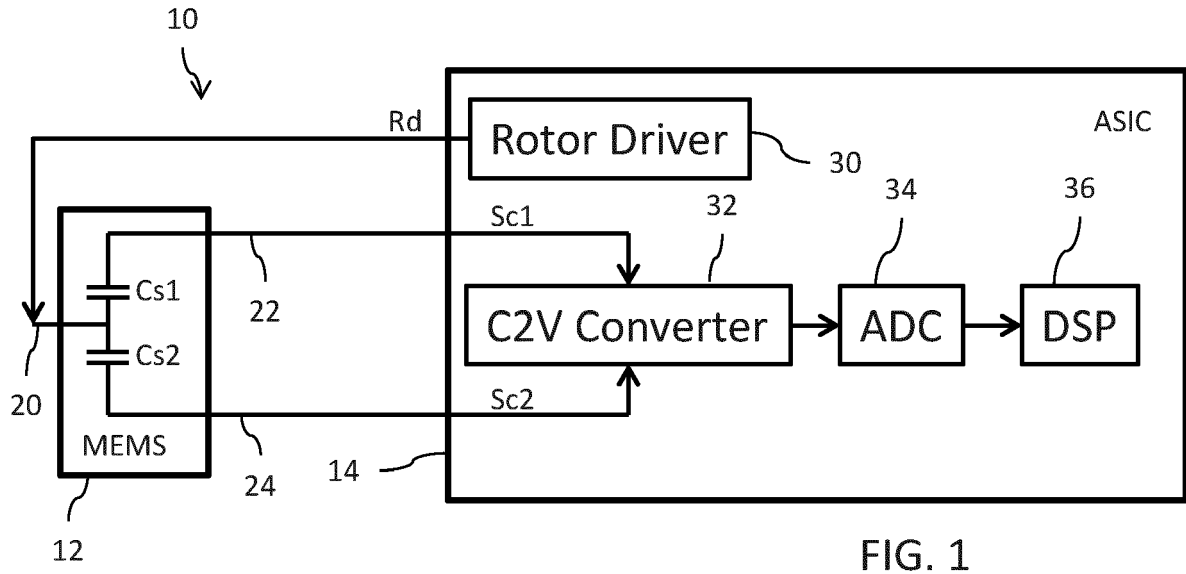 10
Rd
Rotor Driver
ASIC
30
Sc1
32
34
36
Cs1
22
C2V Converter
ADC
DSP
Cs2
20
Sc2
MEMS
24
14
12
FIG. 1